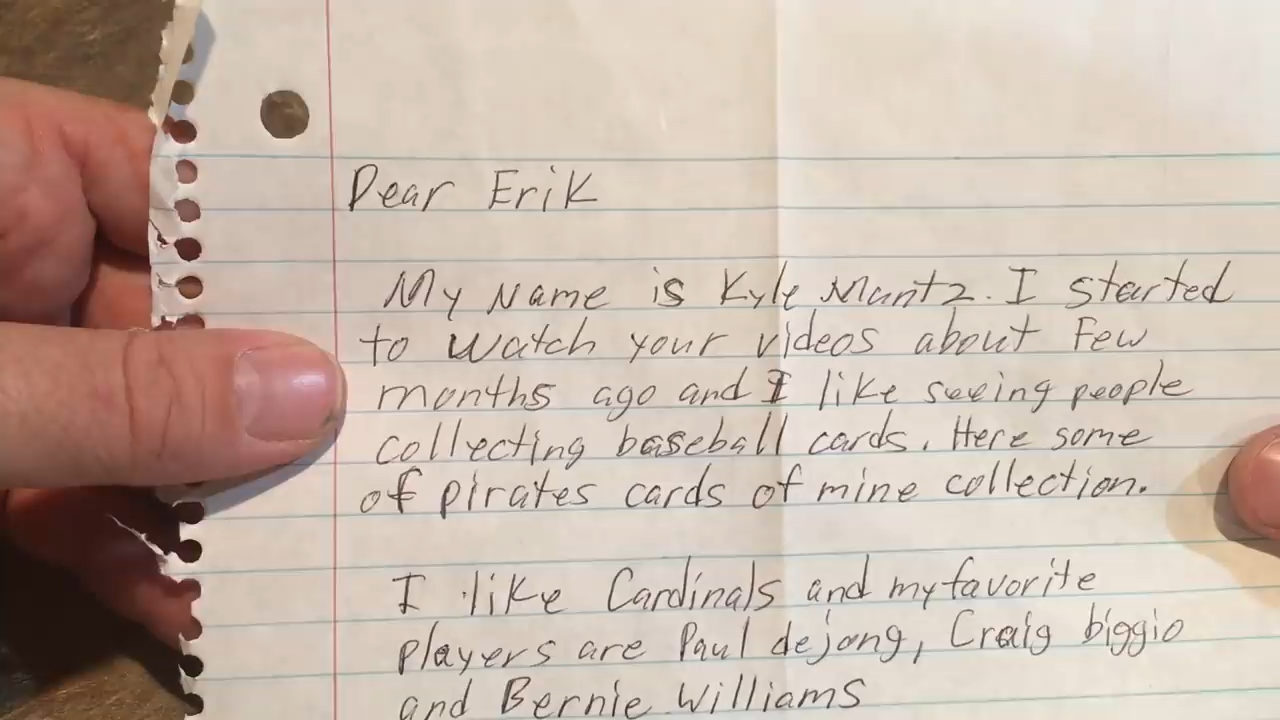 Dear Erik
My Name is Kyle Mantz. I started
to watch your videos about Few
months ago and I like seeing people
collecting baseball cards. Here some
of pirates cards of mine collection.
I like Cardinals and my favorite
players are Paul dejong, Craig biggio
and Bernie Williams